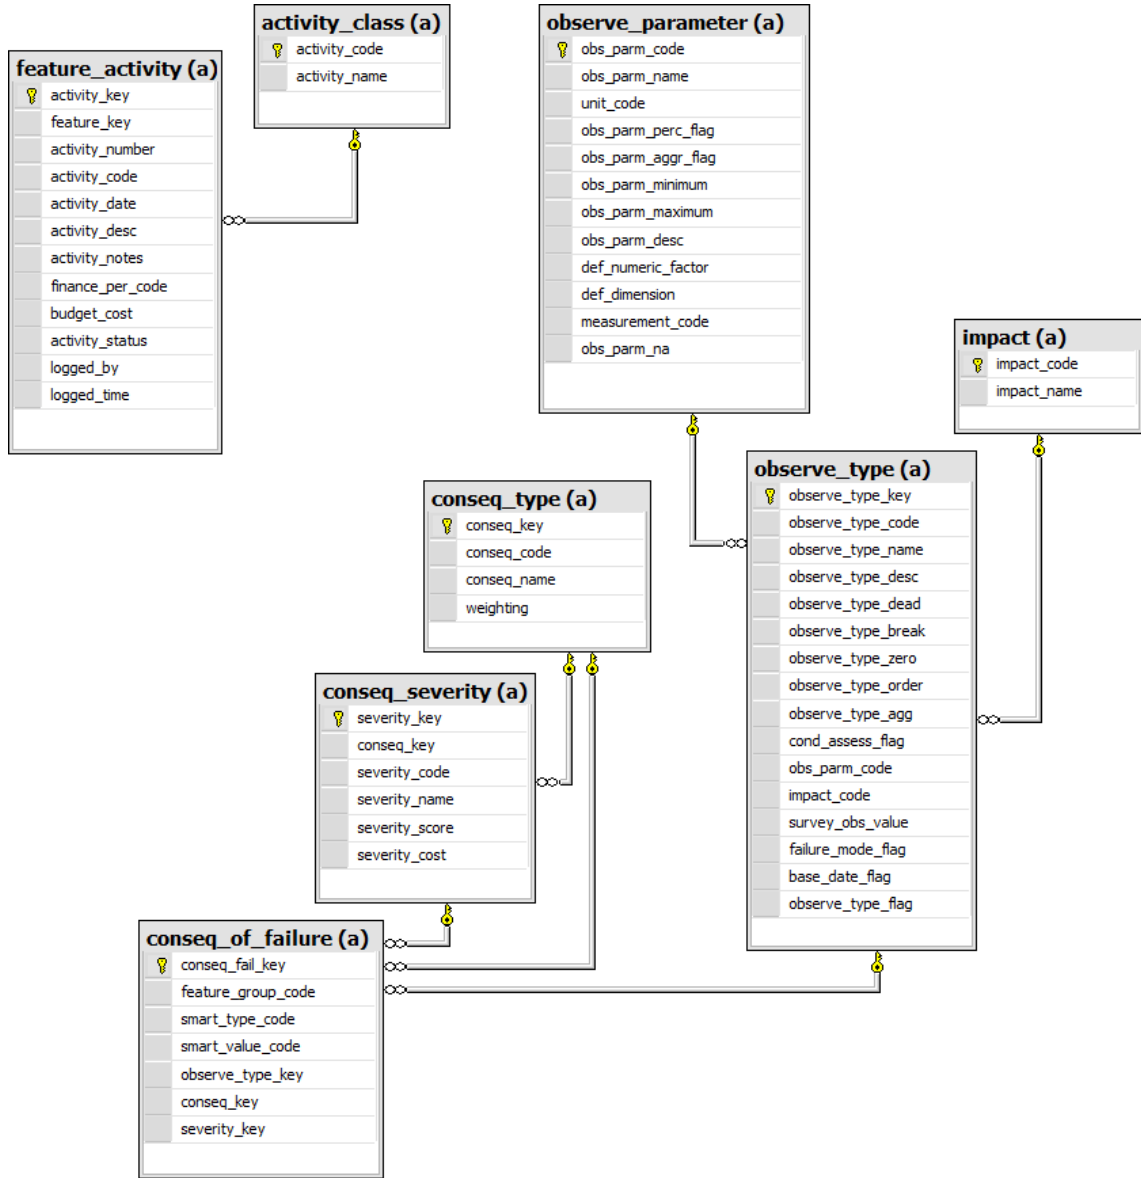 feature_activity (a)
activity_key
feature_key
activity_number
activity_code
activity_date
activity_desc
activity_notes
finance_per_code
budget_cost
activity_status
logged_by
logged_time
activity_class (a)
activity_code
activity_name
observe_parameter (a)
obs_parm_code
obs_parm_name
unit_code
obs_parm_perc_flag
obs_parm_aggr_flag
obs_parm_minimum
obs_parm_maximum
obs_parm_desc
def_numeric_factor
def_dimension
measurement_code
obs_parm_na
impact (a)
impact_code
impact_name
observe_type (a)
observe_type_key
observe_type_code
observe_type_name
observe_type_desc
observe_type_dead
observe_type_break
observe_type_zero
observe_type_order
observe_type_agg
cond_assess_flag
obs_parm_code
impact_code
survey_obs_value
failure_mode_flag
base_date_flag
observe_type_flag
conseq_type (a)
conseq_key
conseq_code
conseq_name
weighting
conseq_severity (a)
severity_key
conseq_key
severity_code
severity_name
severity_score
severity_cost
conseq_of_failure (a)
conseq_fail_key
feature_group_code
smart_type_code
smart_value_code
observe_type_key
conseq_key
severity_key